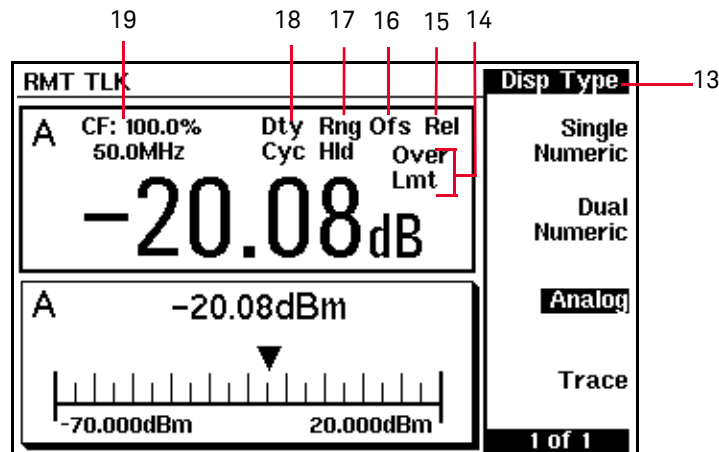 19 18 17 16 15 14
RMT TLK
Disp Type
13
A
CF: 100.0%
50.0MHz
Dty Rng Ofs Rel
Cyc Hld Over
Lmt
-20.08dB
A
-20.08dBm
-70.000dBm 20.000dBm
Single
Numeric
Dual
Numeric
Analog
Trace
1 of 1